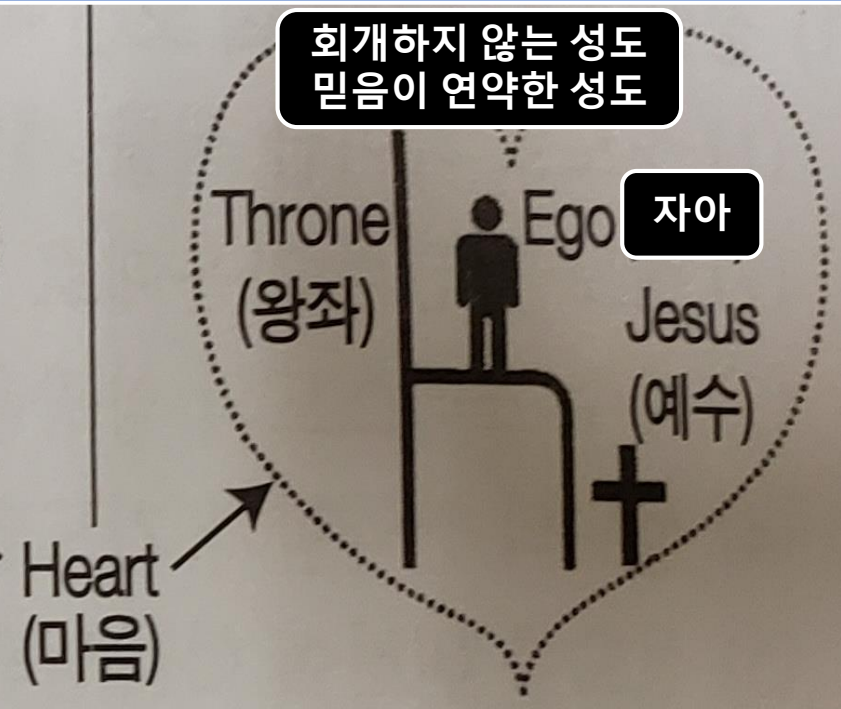 회개하지 않는 성도
믿음이 연약한 성도
Throne
(왕좌)
Ego
자아
Jesus
(예수)
Heart
(마음)